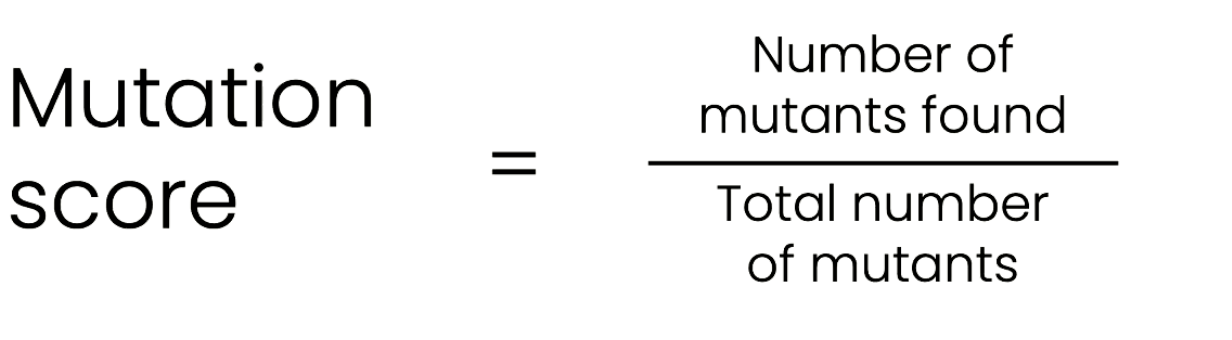 Mutation
score
=
Number of
mutants found
Total number
of mutants